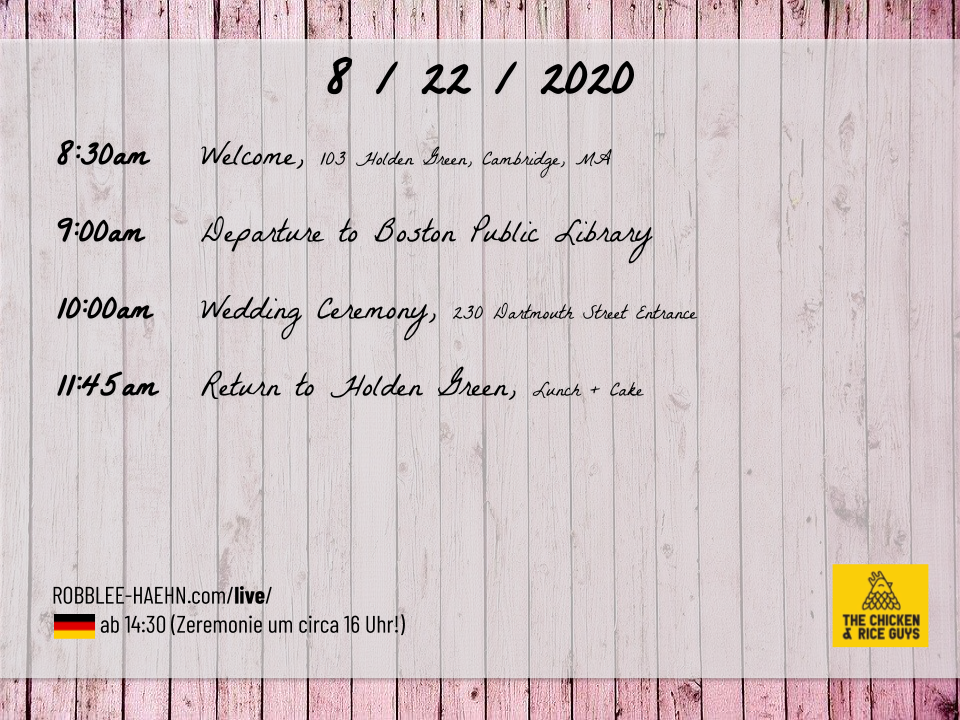 8 / 22 / 2020
8:30am Welcome, 103 Holden Green, Cambridge, MA
9:00am Departure to Boston Public Library
10:00am Wedding Ceremony, 230 Dartmouth Street Entrance
11:45am Return to Holden Green, Lunch + Cake
ROBBLEE-HAEHN.com/live/
ab 14:30 (Zeremonie um circa 16 Uhr!)
THE CHICKEN
& RICE GUYS